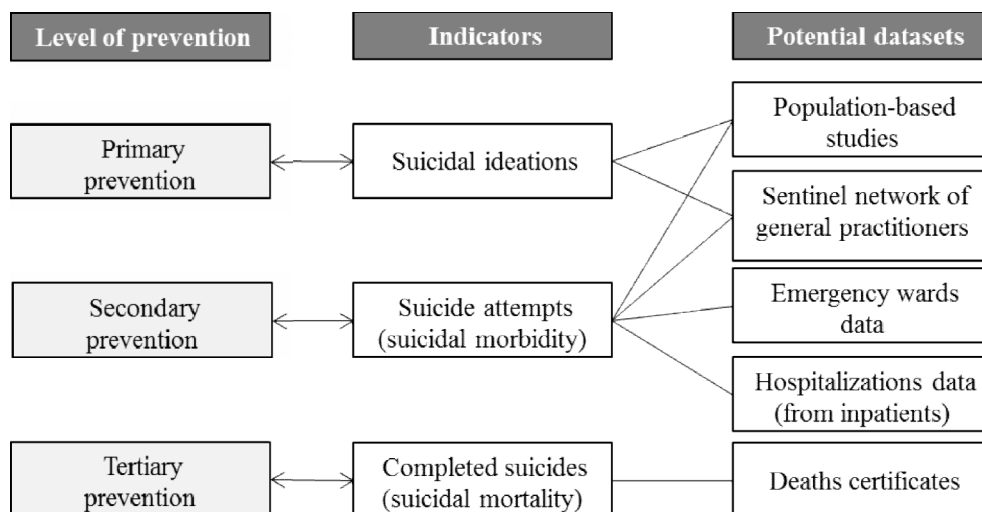 Level of prevention
Indicators
Potential datasets
Primary
prevention
Suicidal ideations
Population-based
studies
Sentinel network of
general practitioners
Secondary
prevention
Suicide attempts
(suicidal morbidity)
Emergency wards
data
Hospitalizations data
(from inpatients)
Tertiary
prevention
Completed suicides
(suicidal mortality)
Deaths certificates